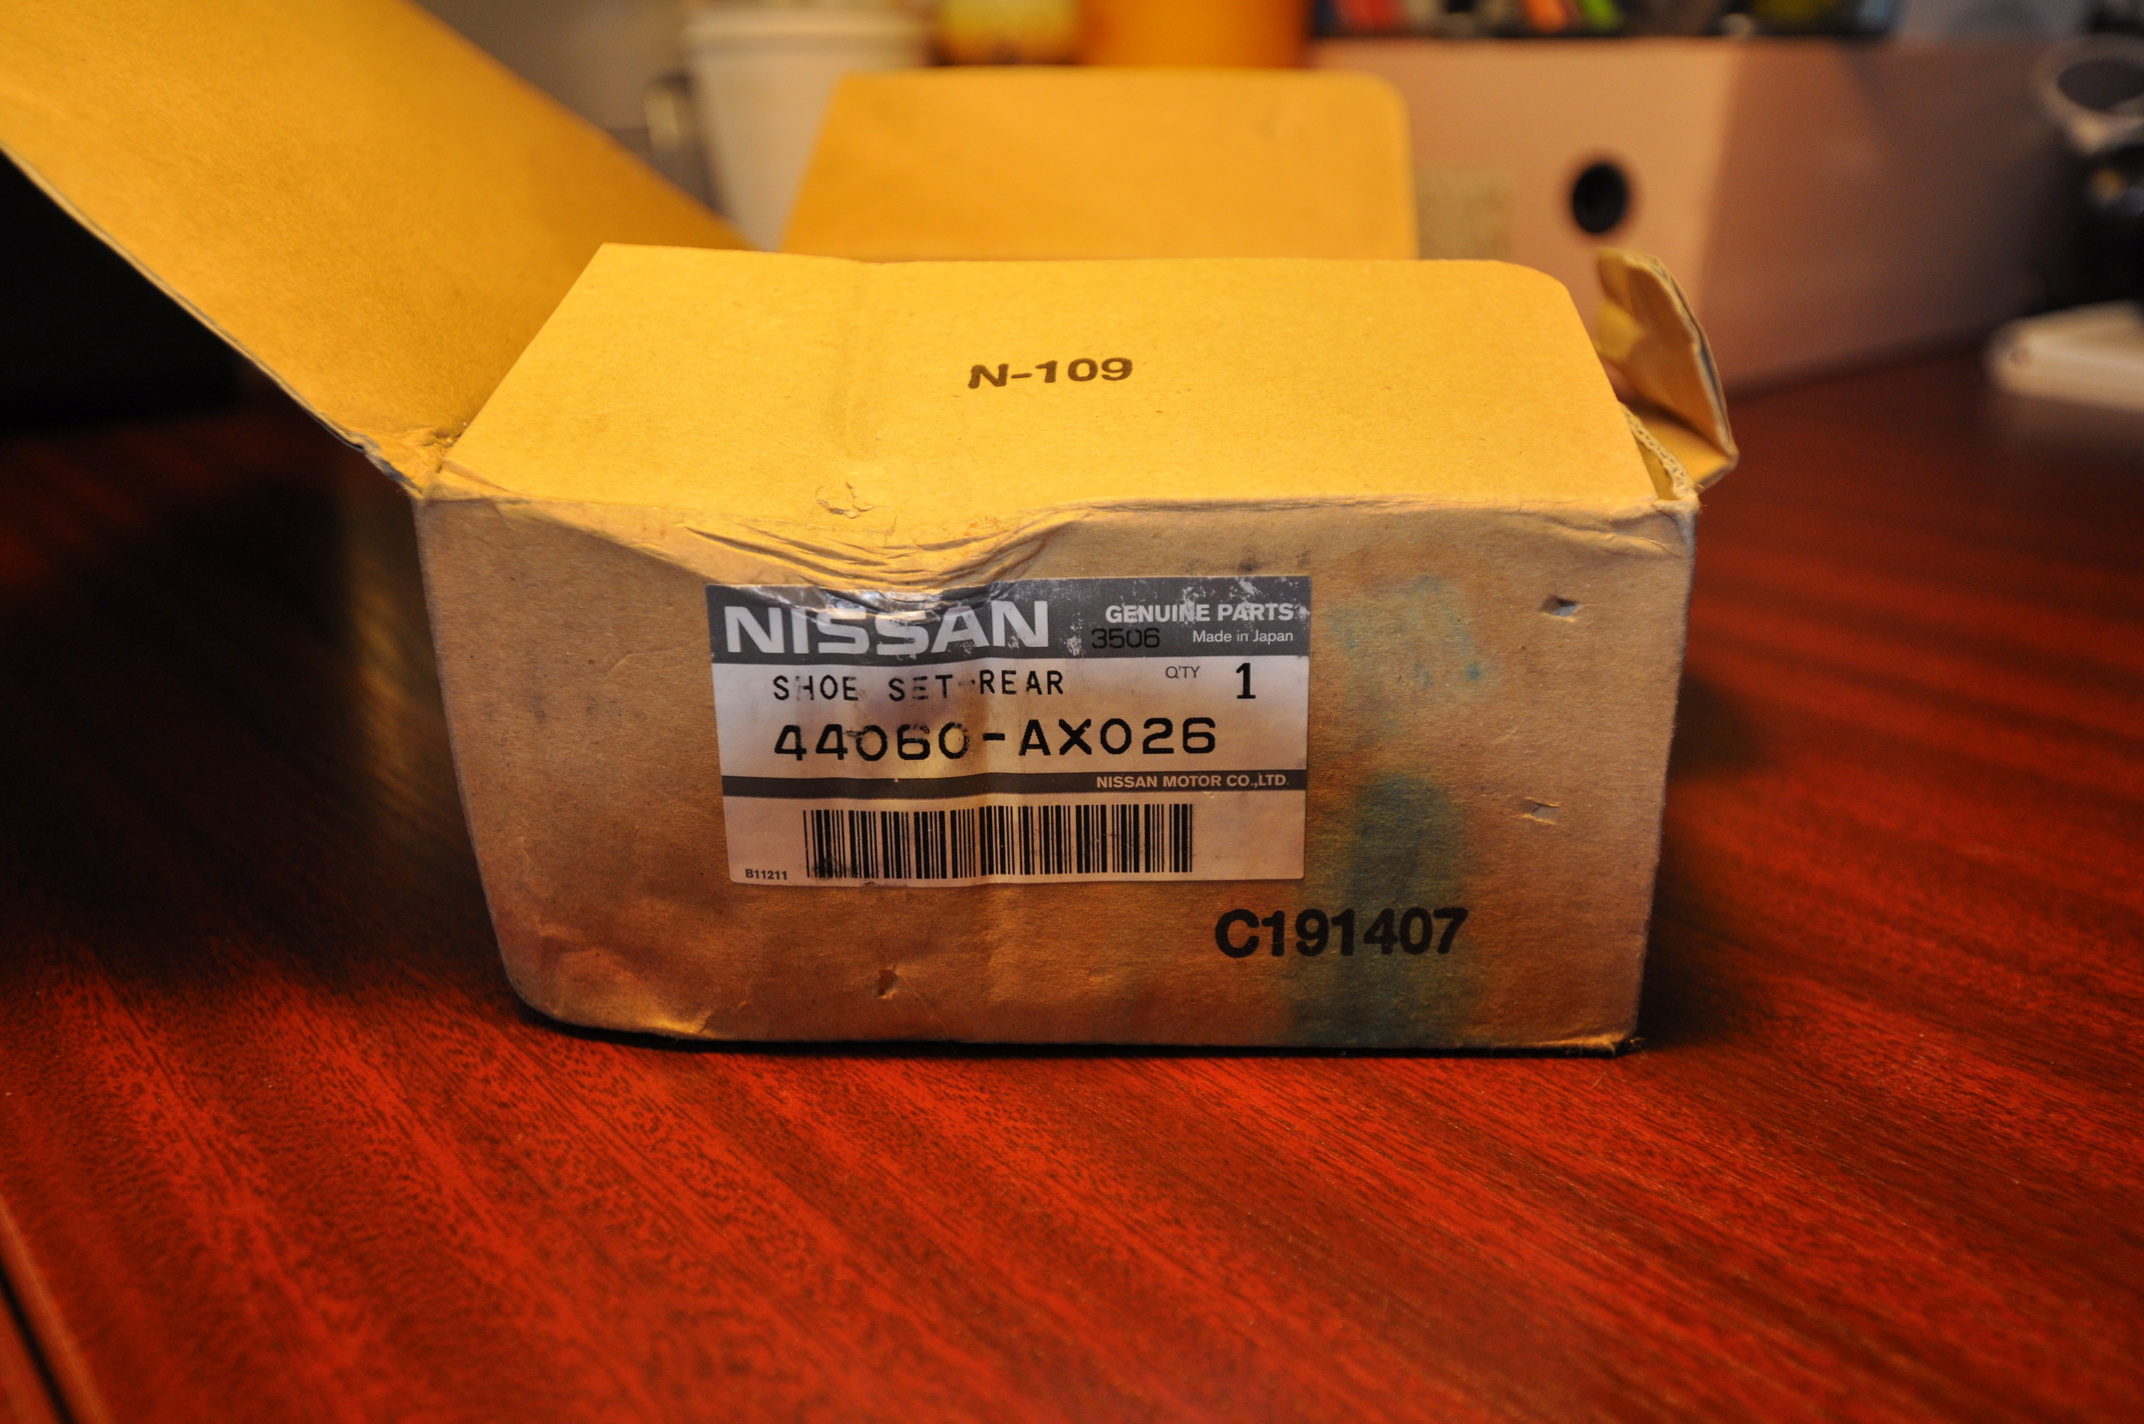 N-109
NISSAN GENUINE PARTS
3506 Made in Japan
SHOE SET REAR Q'TY 1
44060-AX026
NISSAN MOTOR CO.,LTD.
B11211
C191407